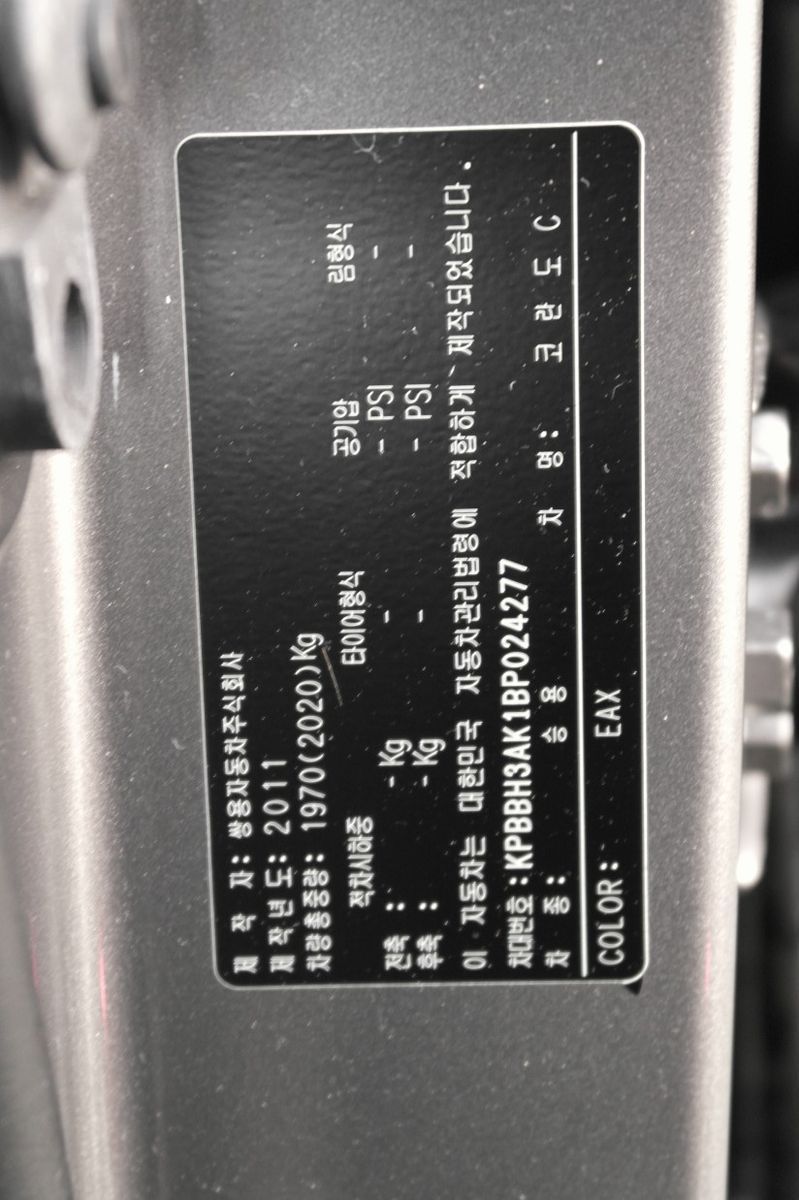 제 작 자: 쌍용자동차주식회사
제작년도: 2011
차량총중량: 1970(2020)Kg
적차시하중 타이어형식 공기압 림형식
전축 : - Kg - - PSI -
후축 : - Kg - - PSI -
이 자동차는 대한민국 자동차관리법령에 적합하게 제작되었습니다.
차대번호:KPBBH3AK1BP024277
차 종: 승 용 차 명: 코 란 도 C
COLOR: EAX